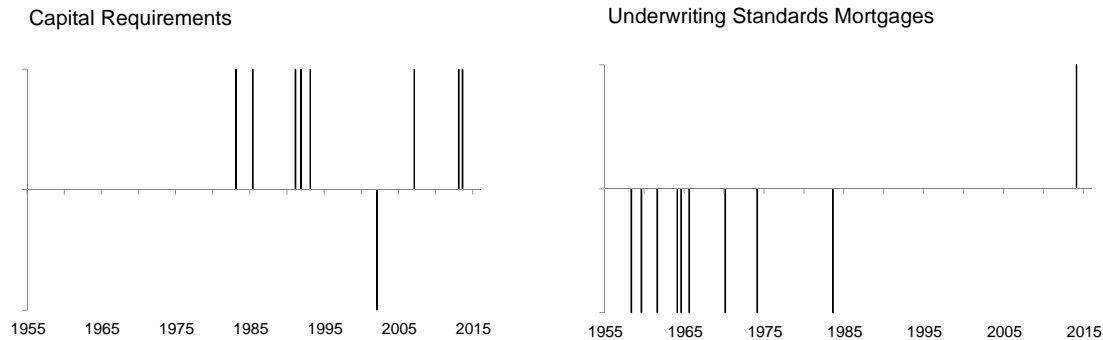 Capital Requirements
1955 1965 1975 1985 1995 2005 2015
Underwriting Standards Mortgages
1955 1965 1975 1985 1995 2005 2015